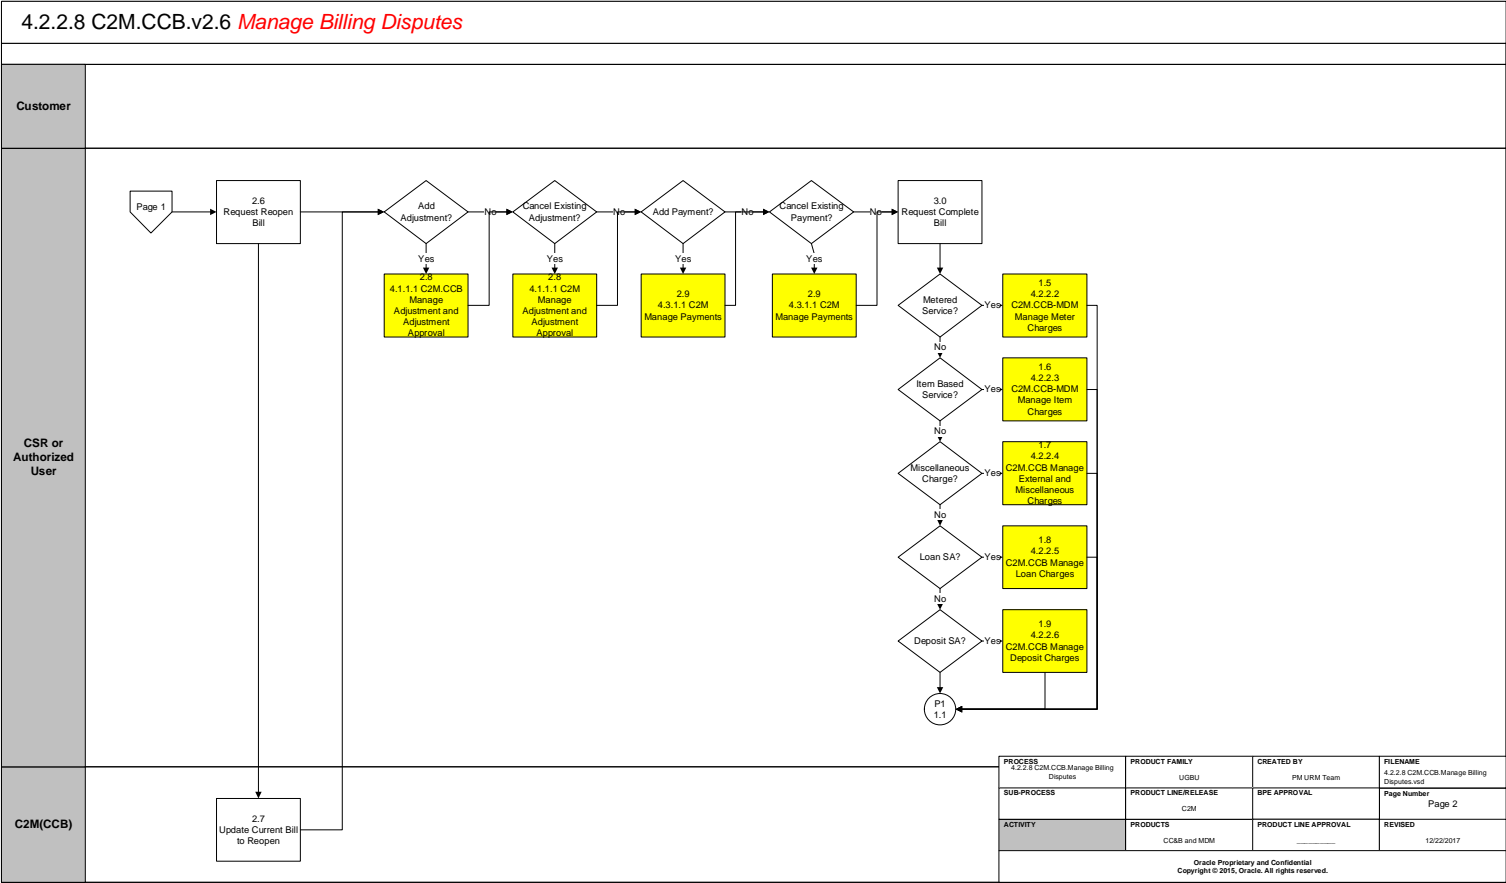 4.2.2.8 C2M.CCB.v2.6 Manage Billing Disputes
Customer
CSR or
Authorized
User
C2M(CCB)
Page 1
2.6
Request Reopen
Bill
Add
Adjustment?
No
Cancel Existing
Adjustment?
No
Add Payment?
No
Cancel Existing
Payment?
No
3.0
Request Complete
Bill
Yes
Yes
Yes
Yes
2.8
4.1.1.1 C2M.CCB
Manage
Adjustment and
Adjustment
Approval
2.8
4.1.1.1 C2M
Manage
Adjustment and
Adjustment
Approval
2.9
4.3.1.1 C2M
Manage Payments
2.9
4.3.1.1 C2M
Manage Payments
Metered
Service?
Yes
1.5
4.2.2.2
C2M.CCB-MDM
Manage Meter
Charges
No
Item Based
Service?
Yes
1.6
4.2.2.3
C2M.CCB-MDM
Manage Item
Charges
No
Miscellaneous
Charge?
Yes
1.7
4.2.2.4
C2M.CCB Manage
External and
Miscellaneous
Charges
No
Loan SA?
Yes
1.8
4.2.2.5
C2M.CCB Manage
Loan Charges
No
Deposit SA?
Yes
1.9
4.2.2.6
C2M.CCB Manage
Deposit Charges
P1
1.1
2.7
Update Current Bill
to Reopen
PROCESS
4.2.2.8 C2M.CCB.Manage Billing
Disputes
PRODUCT FAMILY
UGBU
CREATED BY
PM URM Team
FILENAME
4.2.2.8 C2M.CCB.Manage Billing
Disputes.vsd
SUB-PROCESS
PRODUCT LINE/RELEASE
C2M
BPE APPROVAL
Page Number
Page 2
ACTIVITY
PRODUCTS
CC&B and MDM
PRODUCT LINE APPROVAL
____________
REVISED
12/22/2017
Oracle Proprietary and Confidential
Copyright © 2015, Oracle. All rights reserved.